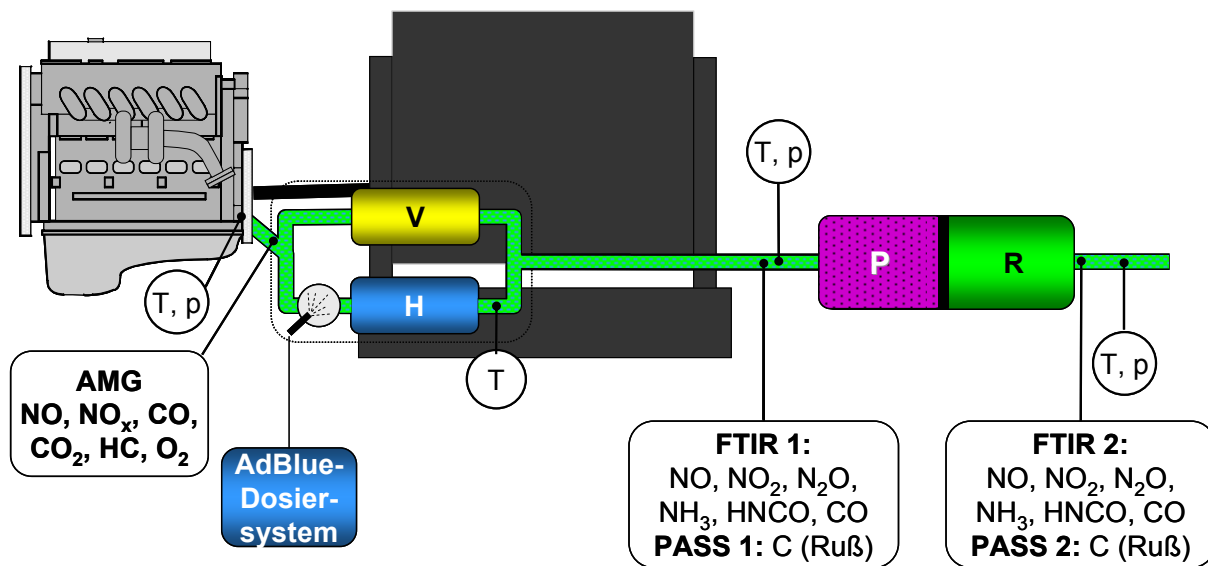 T, p
V
P
R
T, p
H
T
T, p
AMG
NO, NOx, CO,
CO2, HC, O2
AdBlue-
Dosier-
system
FTIR 1:
NO, NO2, N2O,
NH3, HNCO, CO
PASS 1: C (Ruß)
FTIR 2:
NO, NO2, N2O,
NH3, HNCO, CO
PASS 2: C (Ruß)